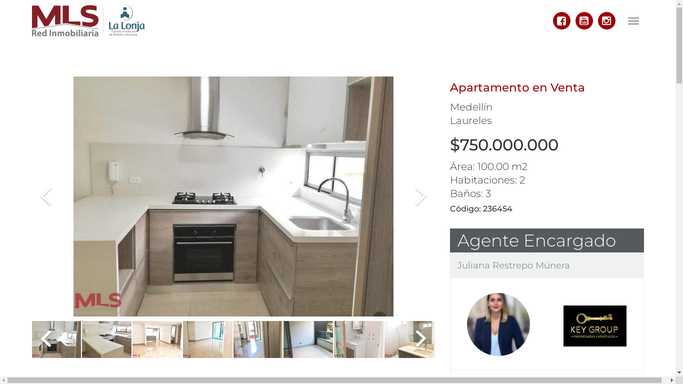 MLS
Red Inmobiliaria
La Lonja
Apartamento en Venta
Medellín
Laureles
$750.000.000
Área: 100.00 m2
Habitaciones: 2
Baños: 3
Código: 236454
Agente Encargado
Juliana Restrepo Múnera
MLS
KEY GROUP